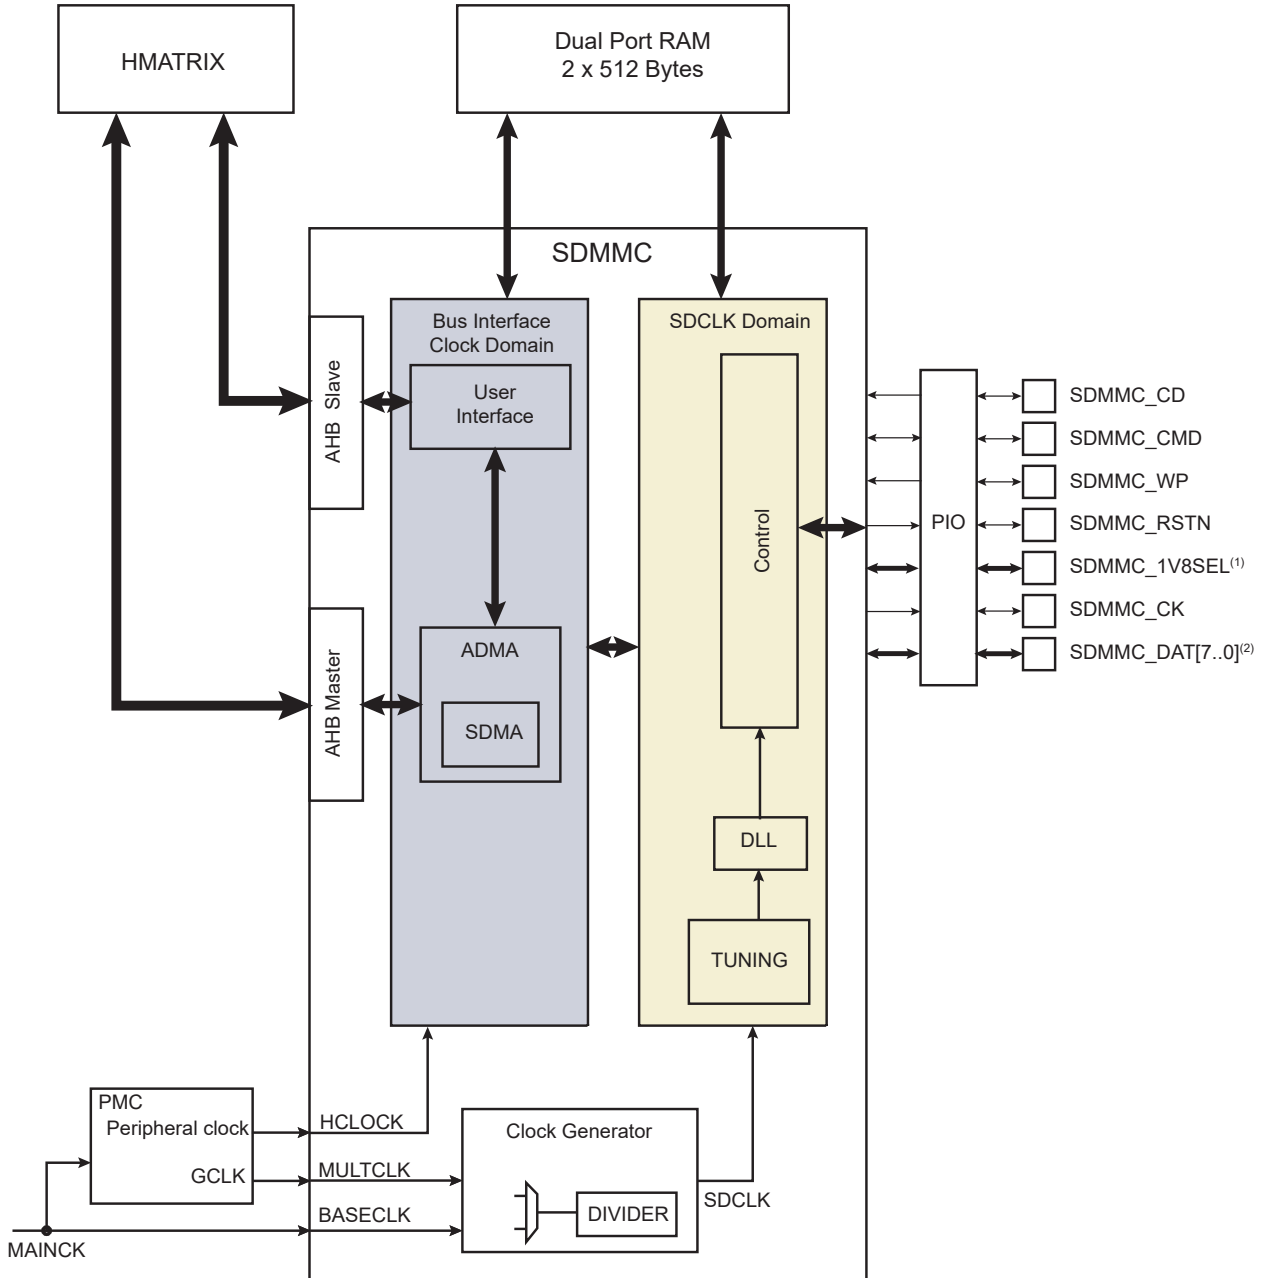 HMATRIX
Dual Port RAM
2 x 512 Bytes
SDMMC
Bus Interface
Clock Domain
User
Interface
AHB Slave
ADMA
SDMA
AHB Master
SDCLK Domain
Control
DLL
TUNING
PIO
SDMMC_CD
SDMMC_CMD
SDMMC_WP
SDMMC_RSTN
SDMMC_1V8SEL(1)
SDMMC_CK
SDMMC_DAT[7..0](2)
PMC
Peripheral clock
GCLK
HCLOCK
MULTCLK
BASECLK
MAINCK
Clock Generator
DIVIDER
SDCLK